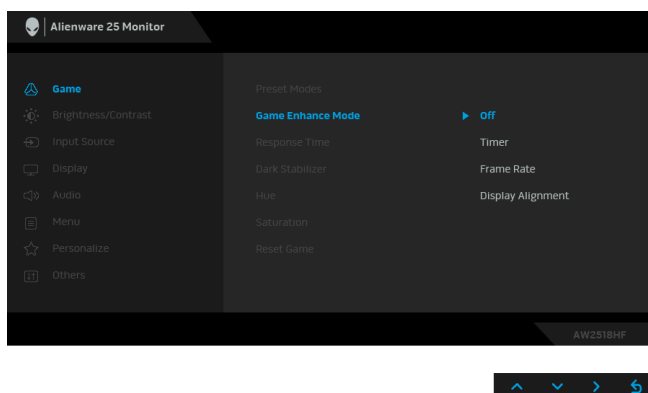 Alienware 25 Monitor
Game
Brightness/Contrast
Input Source
Display
Audio
Menu
Personalize
Others
Preset Modes
Game Enhance Mode
Response Time
Dark Stabilizer
Hue
Saturation
Reset Game
Off
Timer
Frame Rate
Display Alignment
AW2518HF